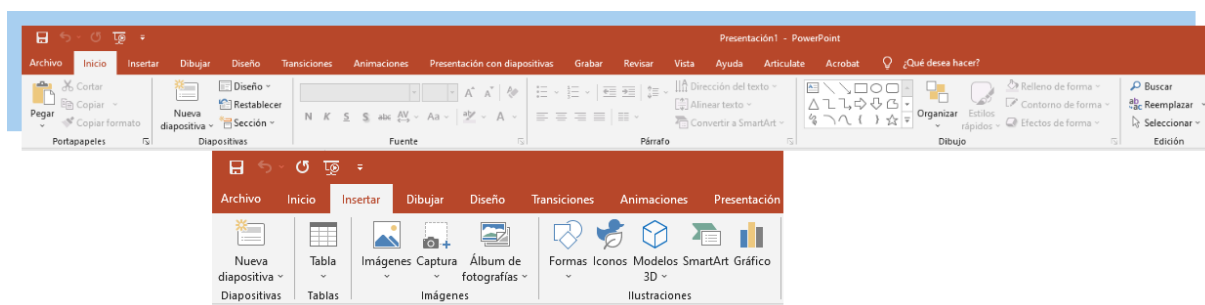 Presentación1 - PowerPoint
Archivo Inicio Insertar Dibujar Diseño Transiciones Animaciones Presentación con diapositivas Grabar Revisar Vista Ayuda Articulate Acrobat ¿Qué desea hacer?
Pegar
Cortar
Copiar
Copiar formato
Portapapeles
Nueva diapositiva
Diseño
Restablecer
Sección
Diapositivas
N K S S abc AV Aa A
A A
Fuente
Dirección del texto
Alinear texto
Convertir a SmartArt
Párrafo
Organizar
Estilos rápidos
Relleno de forma
Contorno de forma
Efectos de forma
Dibujo
Buscar
Reemplazar
Seleccionar
Edición
Archivo Inicio Insertar Dibujar Diseño Transiciones Animaciones Presentación
Nueva diapositiva
Diapositivas
Tabla
Tablas
Imágenes Captura Álbum de fotografías
Imágenes
Formas Iconos Modelos 3D SmartArt Gráfico
Ilustraciones